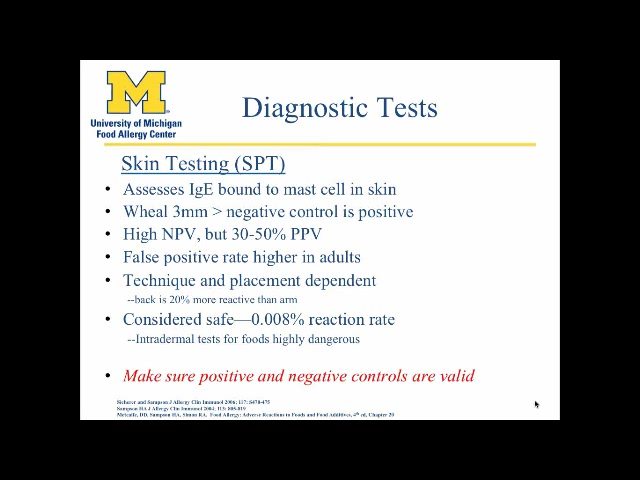 M
University of Michigan
Food Allergy Center
Diagnostic Tests
Skin Testing (SPT)
• Assesses IgE bound to mast cell in skin
• Wheal 3mm > negative control is positive
• High NPV, but 30-50% PPV
• False positive rate higher in adults
• Technique and placement dependent
--back is 20% more reactive than arm
• Considered safe—0.008% reaction rate
--Intradermal tests for foods highly dangerous
• Make sure positive and negative controls are valid
Sicherer and Sampson J Allergy Clin Immunol 2006; 117: S470-475
Sampson HA J Allergy Clin Immunol 2004; 113: 805-819
Metcalfe, DD, Sampson HA, Simon RA. Food Allergy: Adverse Reactions to Foods and Food Additives, 4th ed, Chapter 20